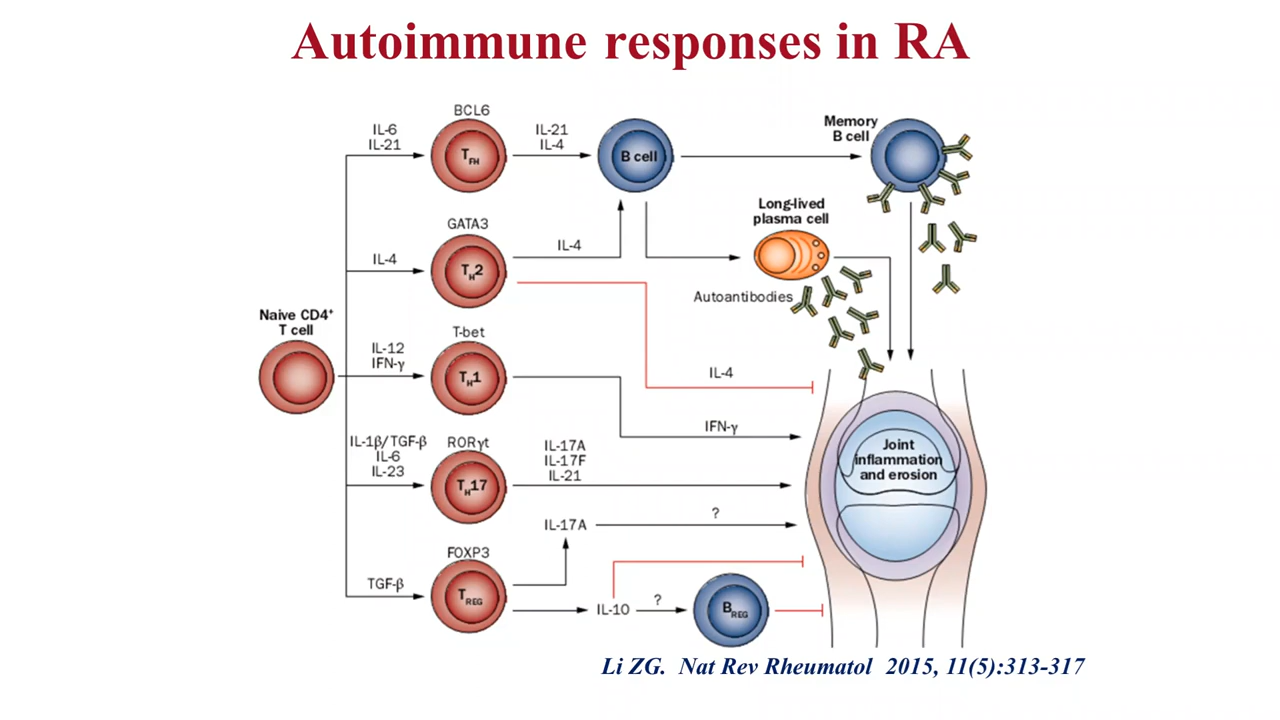 Autoimmune responses in RA
BCL6
IL-6
IL-21
TFH
IL-21
IL-4
B cell
Memory
B cell
Long-lived
plasma cell
Autoantibodies
GATA3
IL-4
TH2
IL-4
IL-4
Naive CD4+
T cell
T-bet
IL-12
IFN-γ
TH1
IFN-γ
IL-1β/TGF-β
IL-6
IL-23
RORγt
TH17
IL-17A
IL-17F
IL-21
Joint
inflammation
and erosion
IL-17A
?
FOXP3
TGF-β
TREG
IL-10
?
BREG
Li ZG. Nat Rev Rheumatol 2015, 11(5):313-317